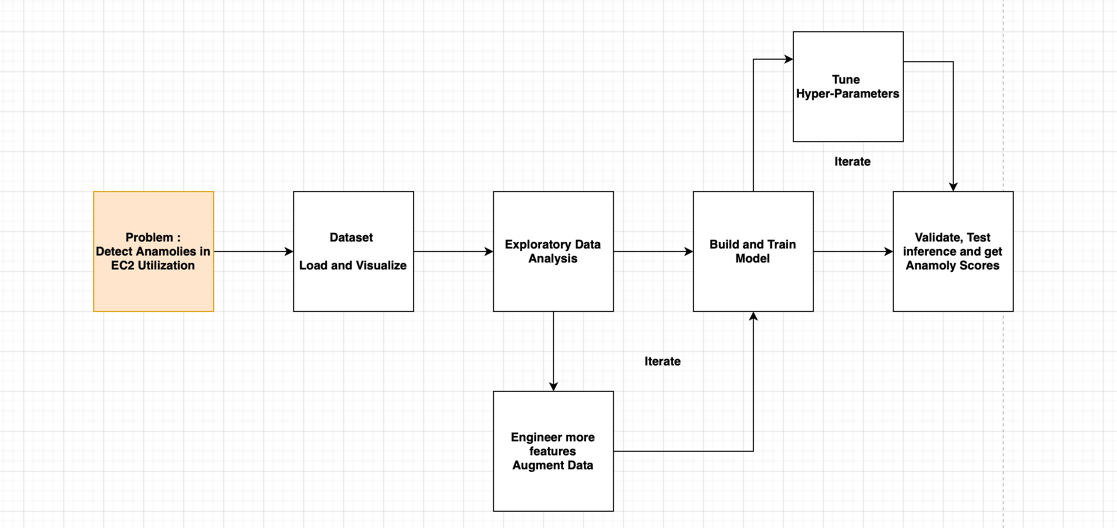 Tune
Hyper-Parameters
Iterate
Problem :
Detect Anamolies in
EC2 Utilization
Dataset
Load and Visualize
Exploratory Data
Analysis
Build and Train
Model
Validate, Test
inference and get
Anamoly Scores
Iterate
Engineer more
features
Augment Data